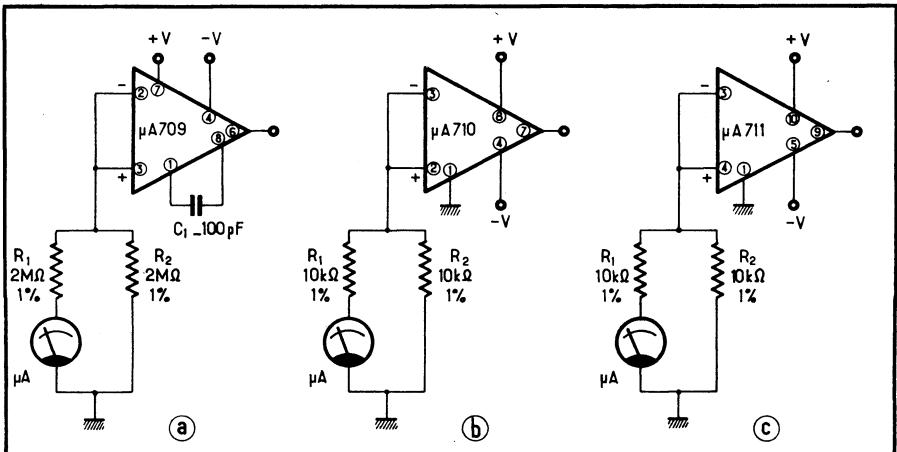 +V
-V
-
②
⑦
④
μA709
⑥
⑧
③
①
+
C₁_100pF
R₁
2MΩ
1%
R₂
2MΩ
1%
μA
ⓐ
+V
-
③
⑧
μA710
⑦
④
②
①
+
-V
R₁
10kΩ
1%
R₂
10kΩ
1%
μA
ⓑ
+V
-
③
⑩
μA711
⑨
⑤
④
①
+
-V
R₁
10kΩ
1%
R₂
10kΩ
1%
μA
ⓒ